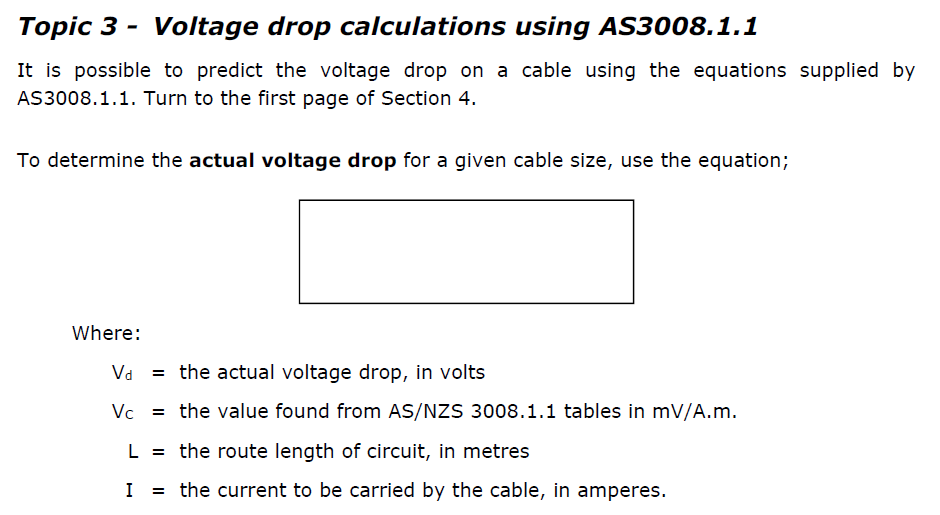 Topic 3 - Voltage drop calculations using AS3008.1.1
It is possible to predict the voltage drop on a cable using the equations supplied by
AS3008.1.1. Turn to the first page of Section 4.
To determine the actual voltage drop for a given cable size, use the equation;
Where:
Vd = the actual voltage drop, in volts
Vc = the value found from AS/NZS 3008.1.1 tables in mV/A.m.
L = the route length of circuit, in metres
I = the current to be carried by the cable, in amperes.